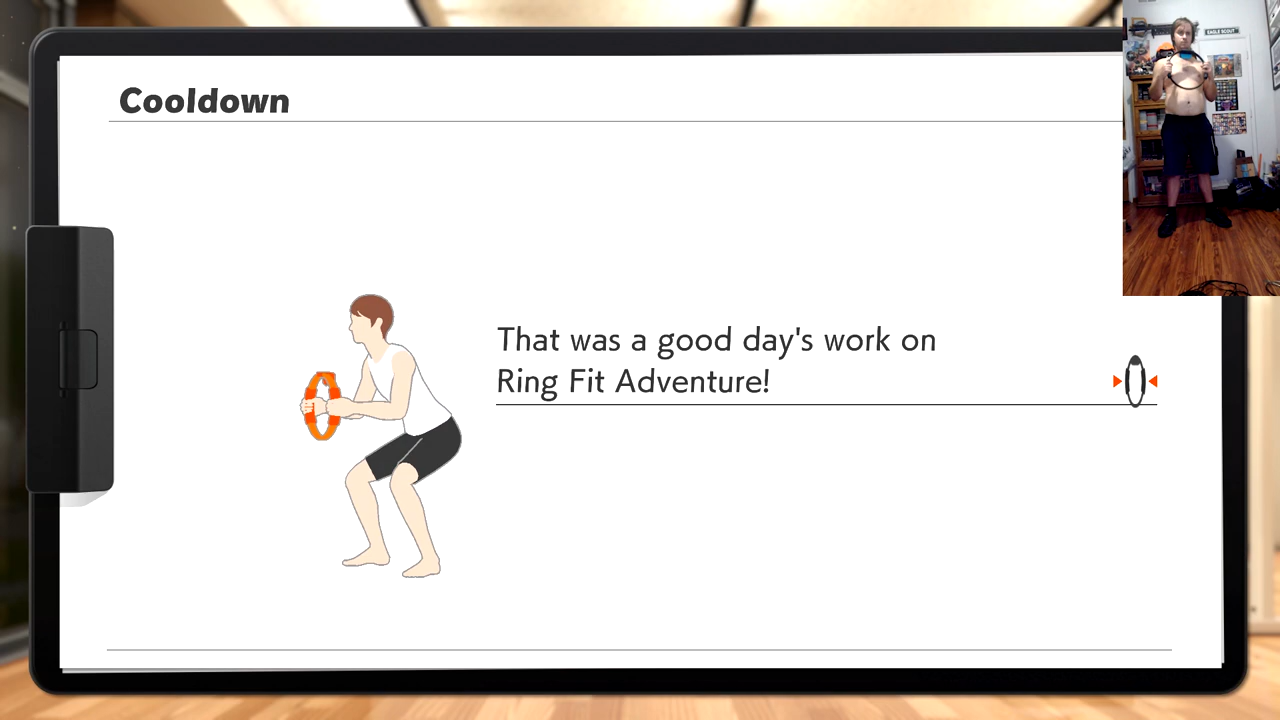 EAGLE SCOUT
Cooldown
That was a good day's work on
Ring Fit Adventure!